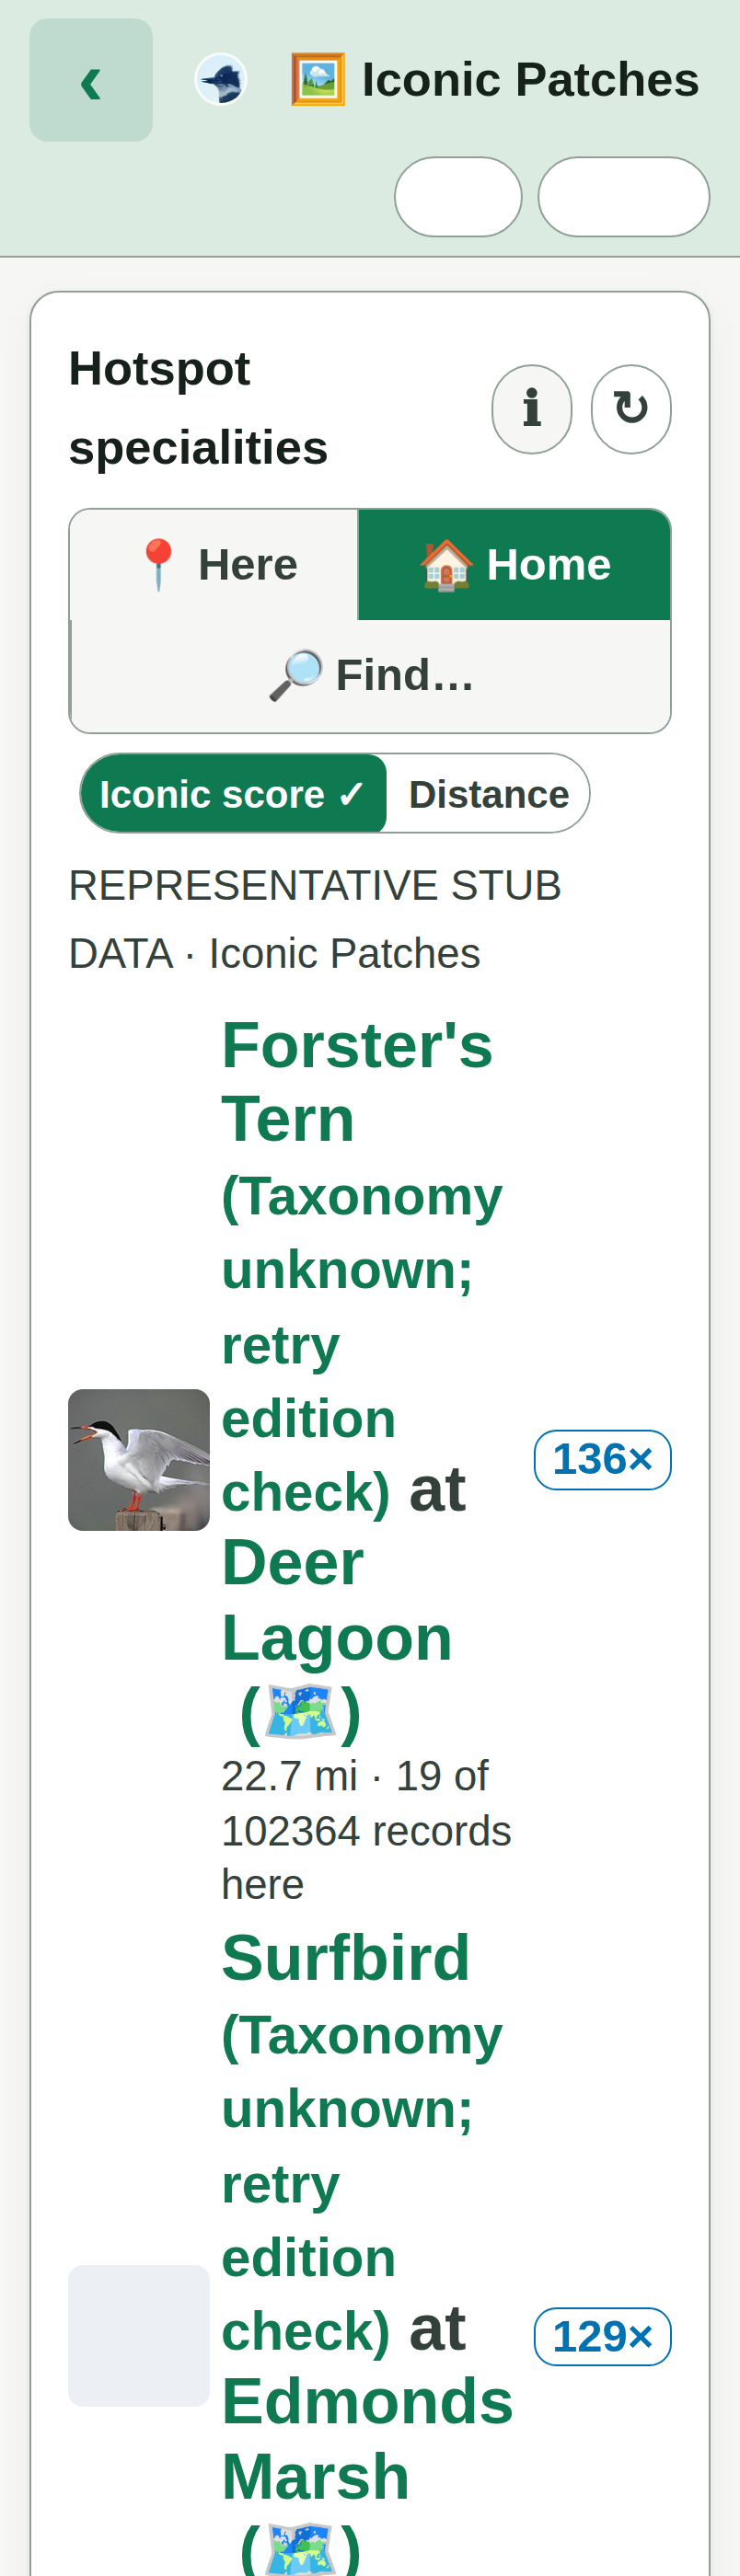 ‹ 🖼️ Iconic Patches
Hotspot
specialities
ℹ ↻
📍 Here 🏠 Home
🔎 Find…
Iconic score ✓ Distance
REPRESENTATIVE STUB
DATA · Iconic Patches
Forster's
Tern
(Taxonomy
unknown;
retry
edition
check) at
Deer
Lagoon
(🗺️)
22.7 mi · 19 of
102364 records
here
136×
Surfbird
(Taxonomy
unknown;
retry
edition
check) at
Edmonds
Marsh
(🗺️)
129×